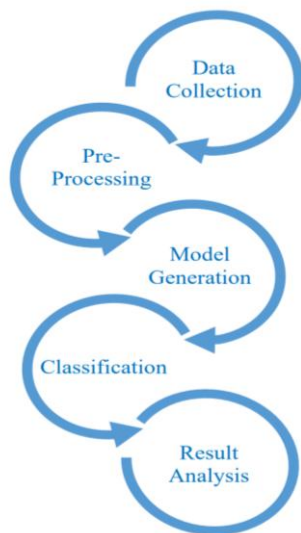 Data
Collection
Pre-
Processing
Model
Generation
Classification
Result
Analysis